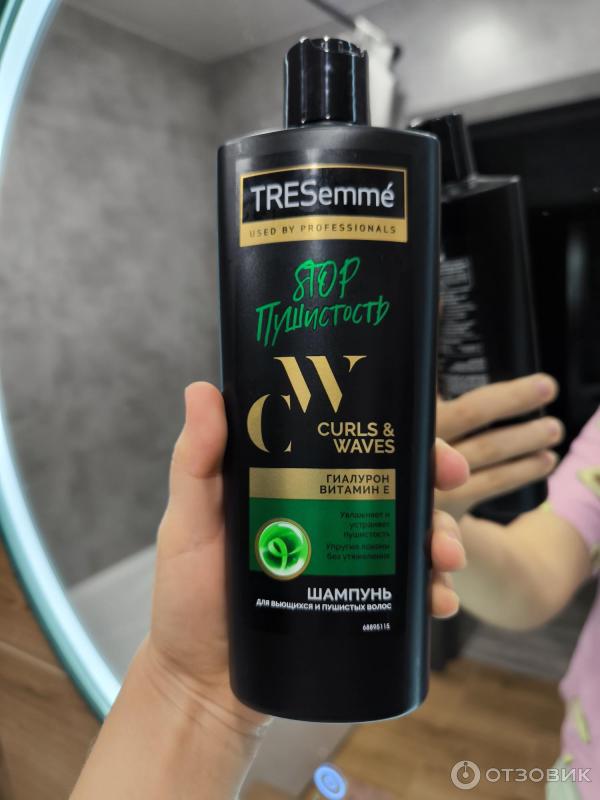 TRESemmé
USED BY PROFESSIONALS
STOP
Пушистость
CW
CURLS &
WAVES
ГИАЛУРОН
ВИТАМИН Е
Увлажняет и
устраняет
пушистость
Упругие локоны
без утяжеления
ШАМПУНЬ
ДЛЯ ВЬЮЩИХСЯ И ПУШИСТЫХ ВОЛОС
68895115
ОТЗОВИК